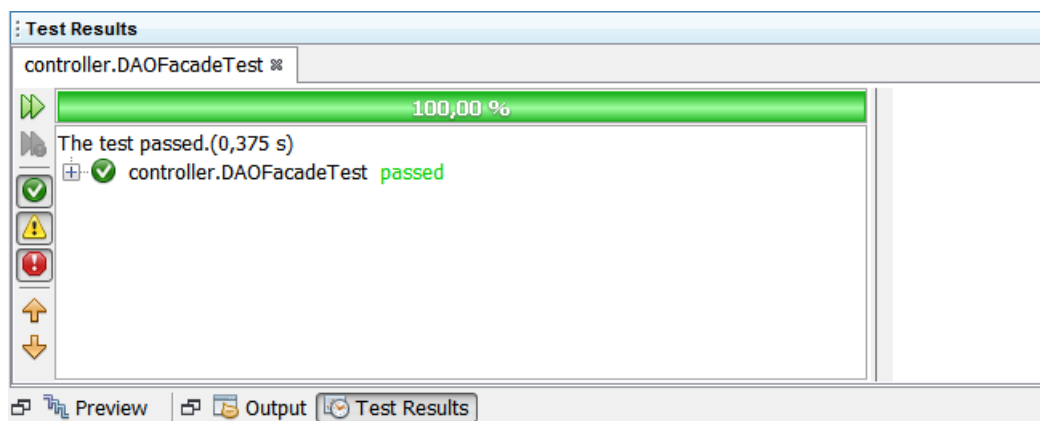 Test Results
controller.DAOFacadeTest
100,00 %
The test passed.(0,375 s)
controller.DAOFacadeTest passed
Preview Output Test Results